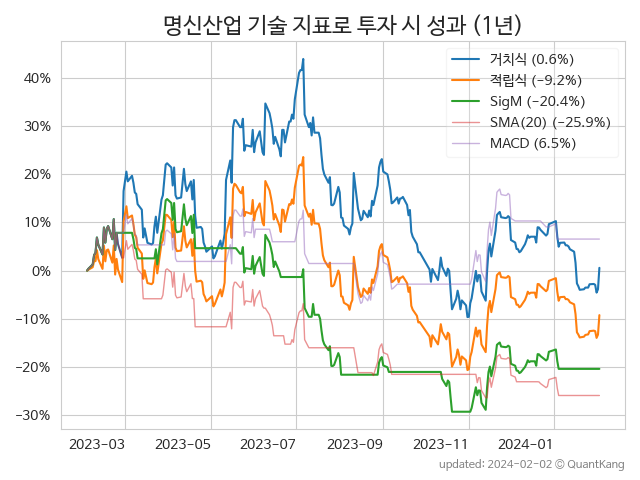 명신산업 기술 지표로 투자 시 성과 (1년)
거치식 (0.6%)
적립식 (−9.2%)
SigM (−20.4%)
SMA(20) (−25.9%)
MACD (6.5%)
40%
30%
20%
10%
0%
−10%
−20%
−30%
2023-03 2023-05 2023-07 2023-09 2023-11 2024-01
updated: 2024-02-02 © QuantKang